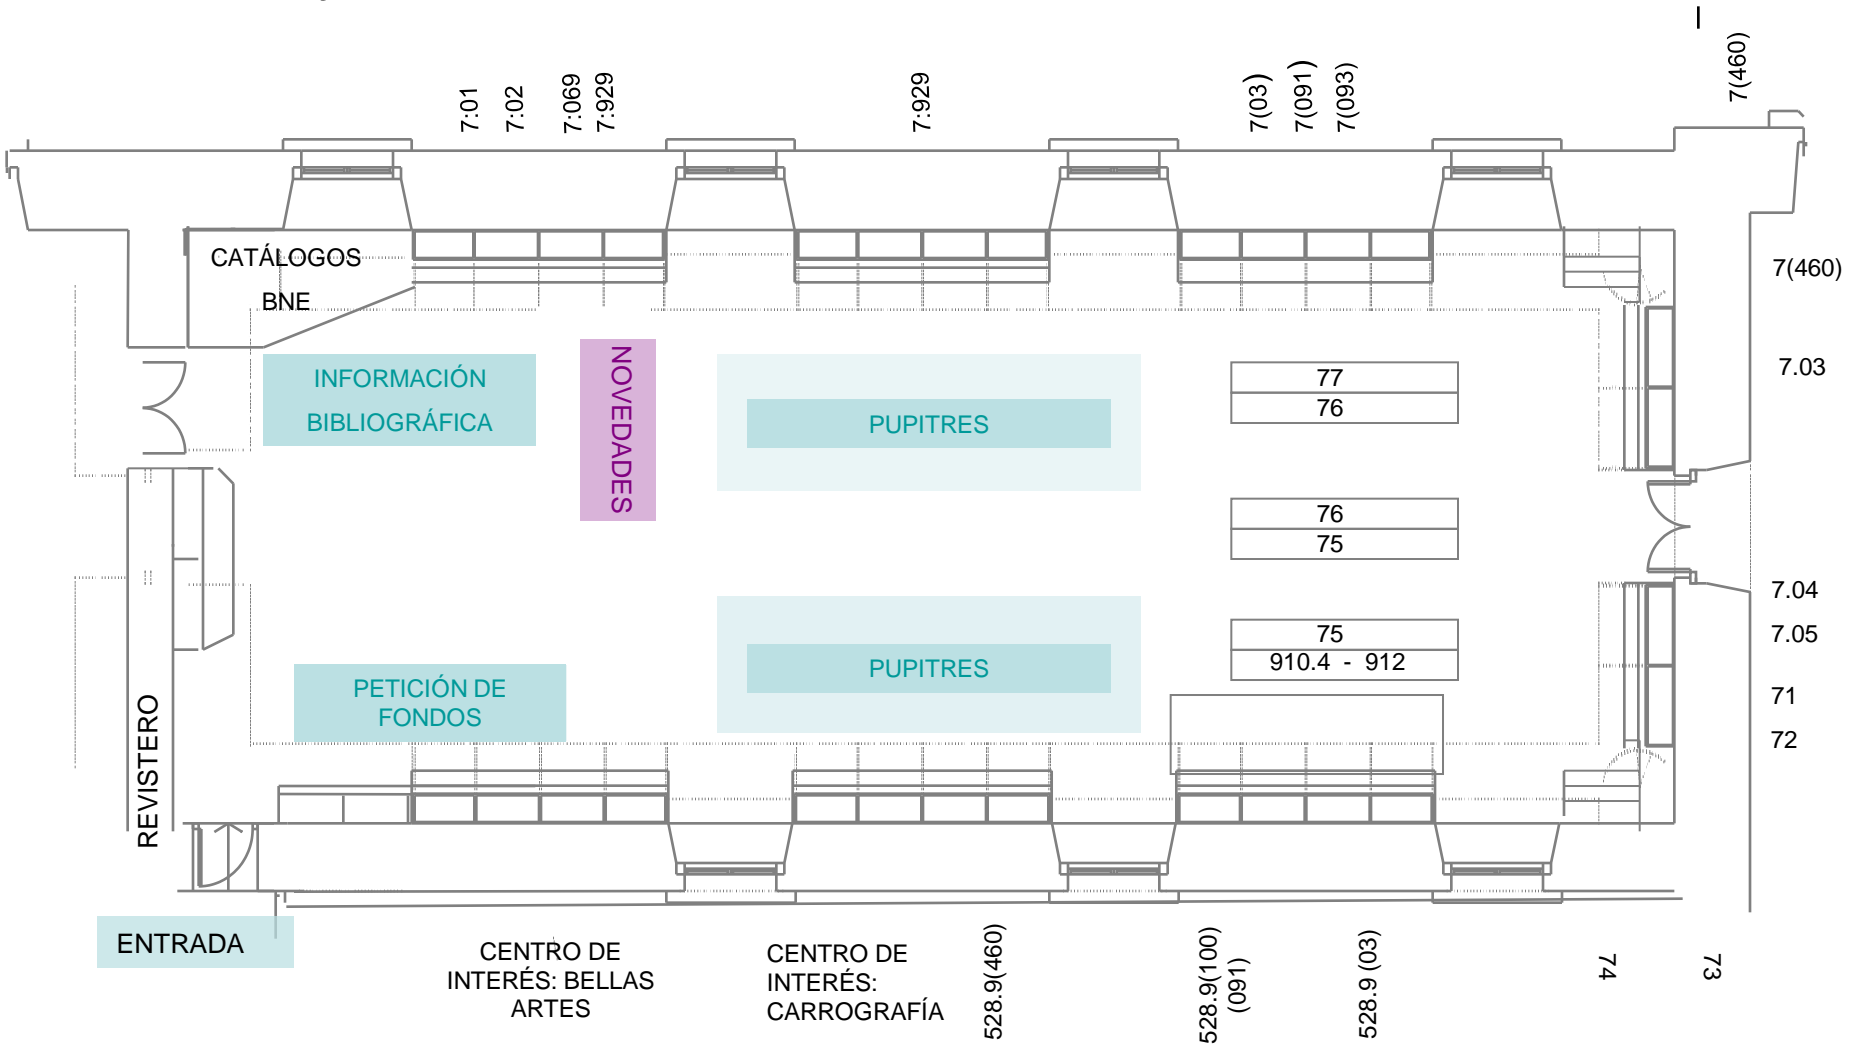 7:01
7:02
7:069
7:929
7:929
7(03)
7(091)
7(093)
7(460)
CATÁLOGOS
BNE
7(460)
7.03
INFORMACIÓN
BIBLIOGRÁFICA
NOVEDADES
PUPITRES
77
76
76
75
7.04
7.05
71
72
75
910.4 - 912
PUPITRES
PETICIÓN DE
FONDOS
REVISTERO
ENTRADA
CENTRO DE
INTERÉS: BELLAS
ARTES
CENTRO DE
INTERÉS:
CARROGRAFÍA
528.9(460)
528.9(100)
(091)
528.9 (03)
74
73